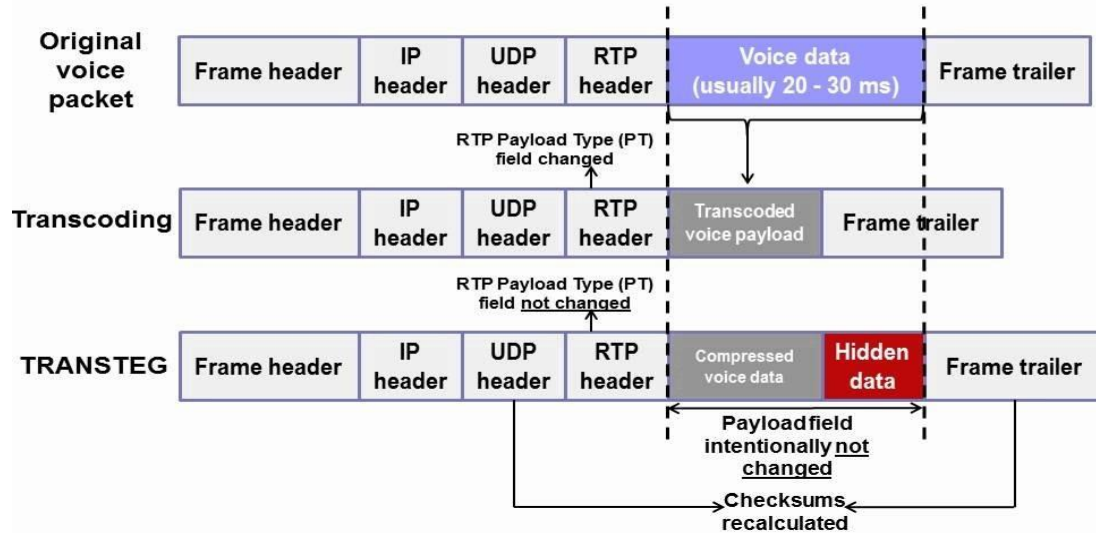 Original
voice
packet
Frame header
IP
header
UDP
header
RTP
header
Voice data
(usually 20 - 30 ms)
Frame trailer
RTP Payload Type (PT)
field changed
Transcoding
Frame header
IP
header
UDP
header
RTP
header
Transcoded
voice payload
Frame trailer
RTP Payload Type (PT)
field not changed
TRANSTEG
Frame header
IP
header
UDP
header
RTP
header
Compressed
voice data
Hidden
data
Frame trailer
Payload field
intentionally not
changed
Checksums
recalculated